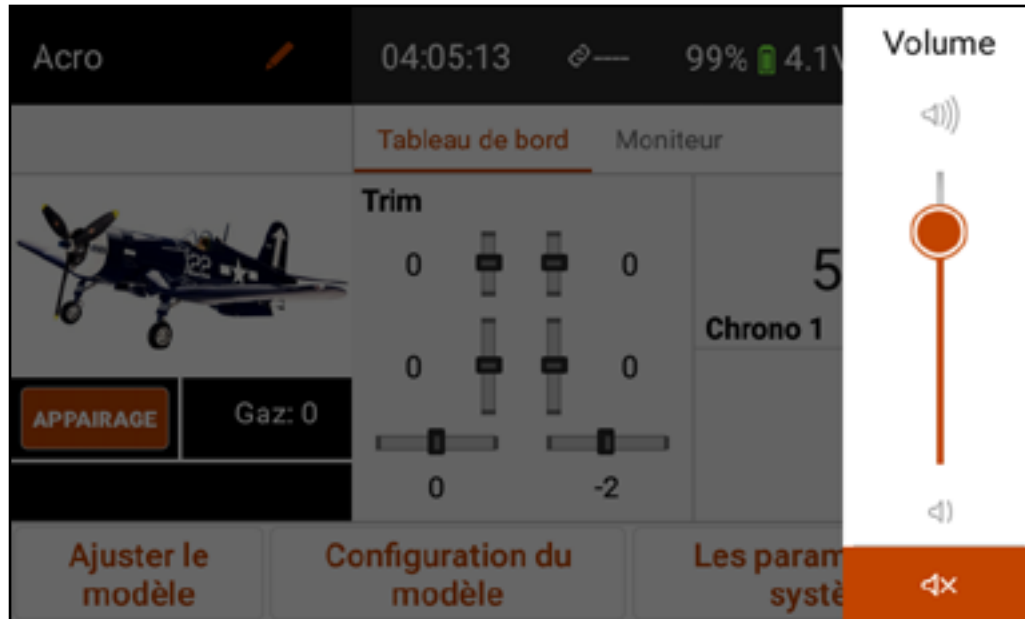 Acro
04:05:13
99%
4.1V
Volume
Tableau de bord
Moniteur
Trim
0
0
5
Chrono 1
0
0
APPAIRAGE
Gaz: 0
0
-2
Ajuster le
modèle
Configuration du
modèle
Les param
systè